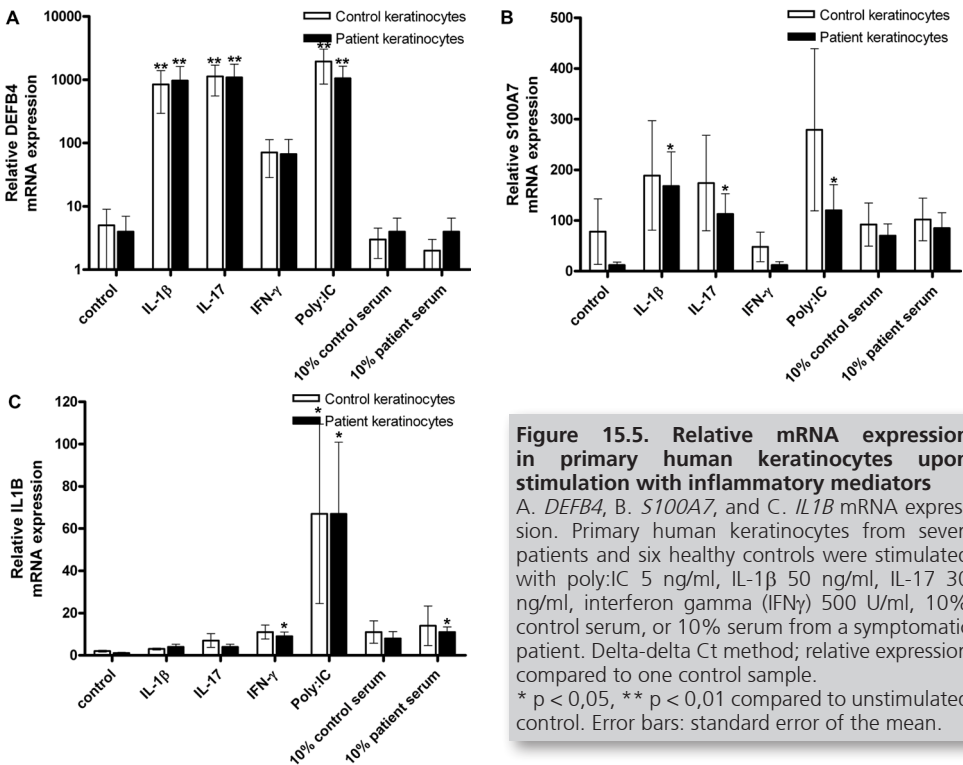 A
Control keratinocytes
Patient keratinocytes
Relative DEFB4
mRNA expression
10000
1000
100
10
1
** ** ** ** ** **
control
IL-1β
IL-17
IFN-γ
Poly:IC
10% control serum
10% patient serum
B
Control keratinocytes
Patient keratinocytes
Relative S100A7
mRNA expression
500
400
300
200
100
0
* * *
control
IL-1β
IL-17
IFN-γ
Poly:IC
10% control serum
10% patient serum
C
Control keratinocytes
Patient keratinocytes
Relative IL1B
mRNA expression
120
100
80
60
40
20
0
* * * *
control
IL-1β
IL-17
IFN-γ
Poly:IC
10% control serum
10% patient serum
Figure 15.5. Relative mRNA expression
in primary human keratinocytes upon
stimulation with inflammatory mediators
A. DEFB4, B. S100A7, and C. IL1B mRNA expres
sion. Primary human keratinocytes from seven
patients and six healthy controls were stimulated
with poly:IC 5 ng/ml, IL-1β 50 ng/ml, IL-17 30
ng/ml, interferon gamma (IFNγ) 500 U/ml, 10%
control serum, or 10% serum from a symptomatic
patient. Delta-delta Ct method; relative expression
compared to one control sample.
* p < 0,05, ** p < 0,01 compared to unstimulated
control. Error bars: standard error of the mean.